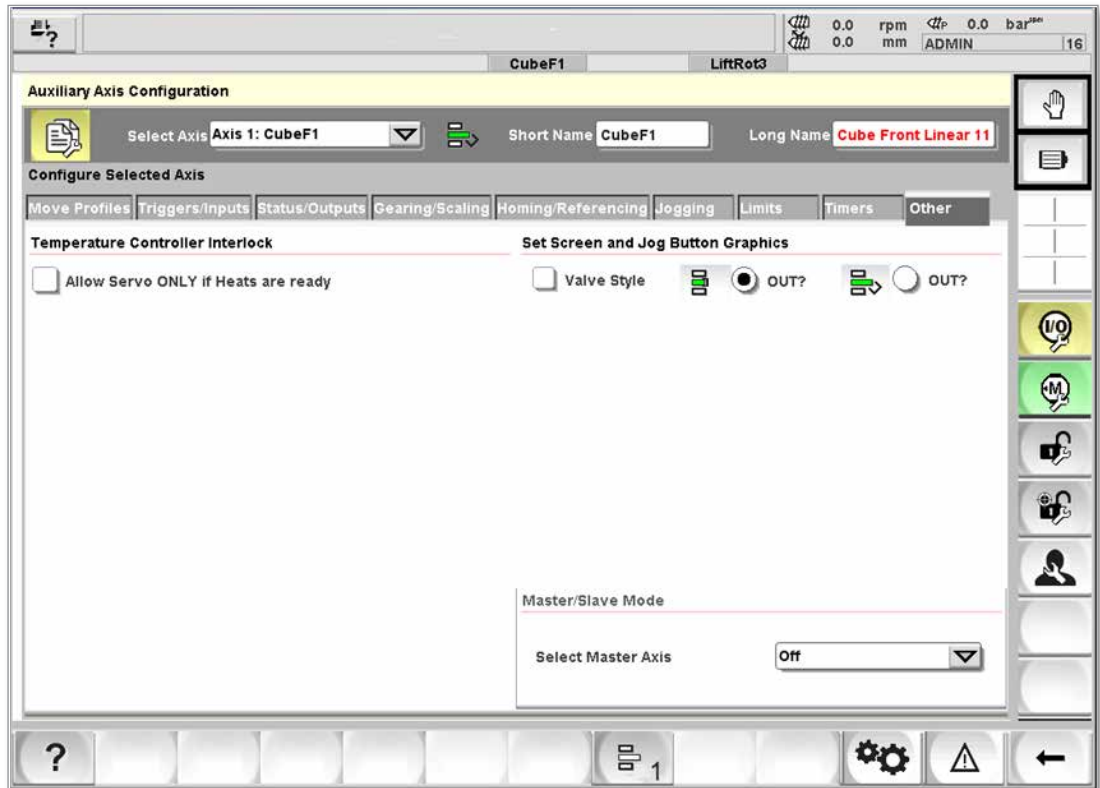 ?
0.0 rpm P 0.0 bar spec
0.0 mm ADMIN 16
CubeF1 LiftRot3
Auxiliary Axis Configuration
Select Axis Axis 1: CubeF1 Short Name CubeF1 Long Name Cube Front Linear 11
Configure Selected Axis
Move Profiles Triggers/Inputs Status/Outputs Gearing/Scaling Homing/Referencing Jogging Limits Timers Other
Temperature Controller Interlock Set Screen and Jog Button Graphics
Allow Servo ONLY if Heats are ready Valve Style OUT? OUT?
I/O
M
Master/Slave Mode
Select Master Axis Off
? 1